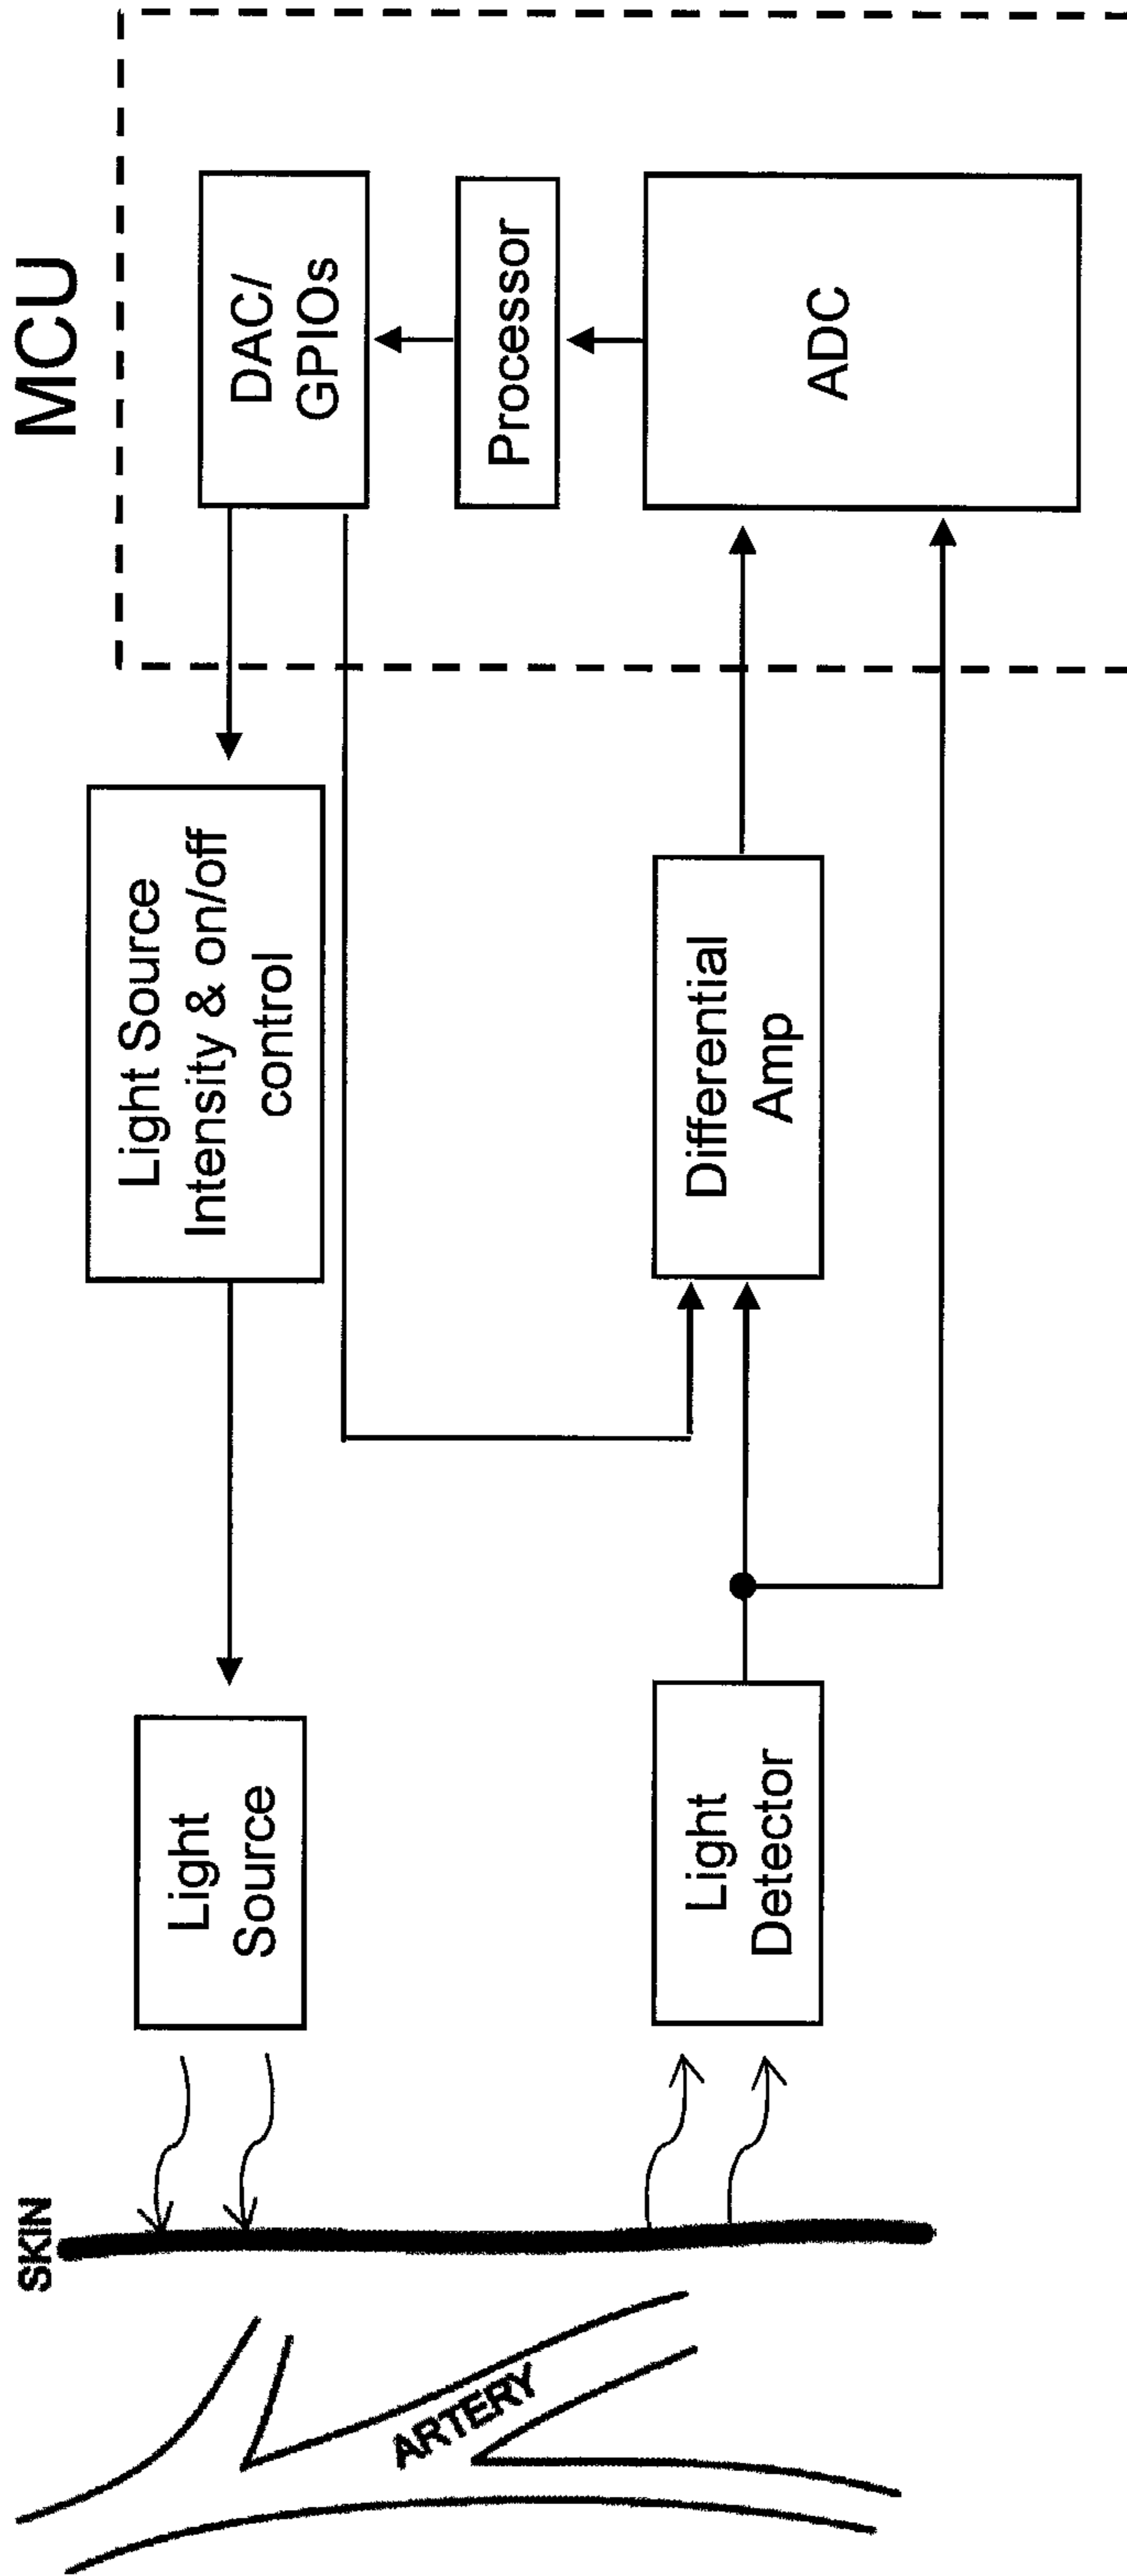 MCU
SKIN
ARTERY
Light
Source
Light Source
Intensity & on/off
control
DAC/
GPIOs
Processor
Light
Detector
Differential
Amp
ADC